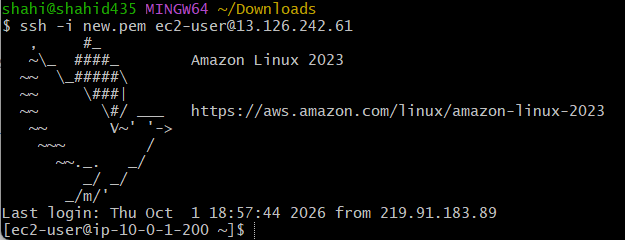 shahi@shahid435 MINGW64 ~/Downloads
$ ssh -i new.pem ec2-user@13.126.242.61
   ,     #_
   ~\_  ####_        Amazon Linux 2023
  ~~  \_#####\
  ~~     \###|
  ~~       \#/ ___   https://aws.amazon.com/linux/amazon-linux-2023
   ~~       V~' '->
    ~~~         /
      ~~._.   _/
         _/ _/
       _/m/'
Last login: Thu Oct  1 18:57:44 2026 from 219.91.183.89
[ec2-user@ip-10-0-1-200 ~]$